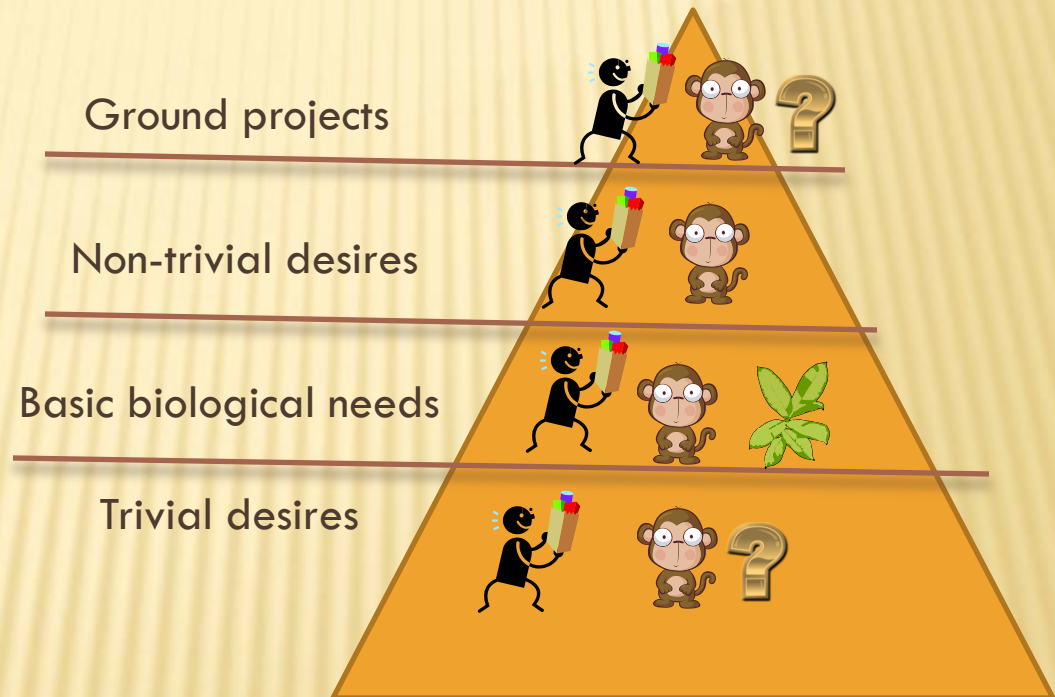 Ground projects
?
Non-trivial desires
Basic biological needs
Trivial desires
?